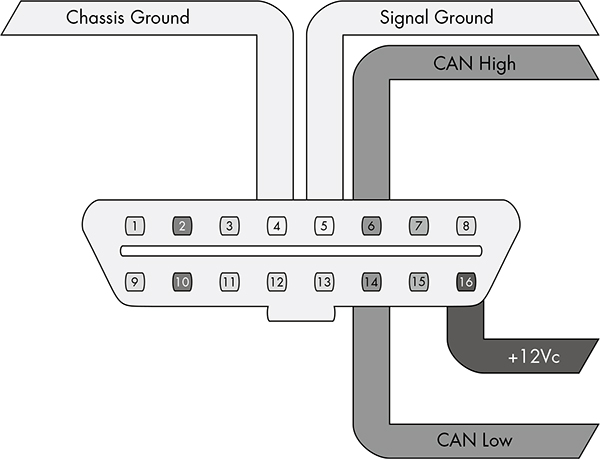 Chassis Ground
Signal Ground
CAN High
1 2 3 4 5 6 7 8
9 10 11 12 13 14 15 16
+12Vc
CAN Low